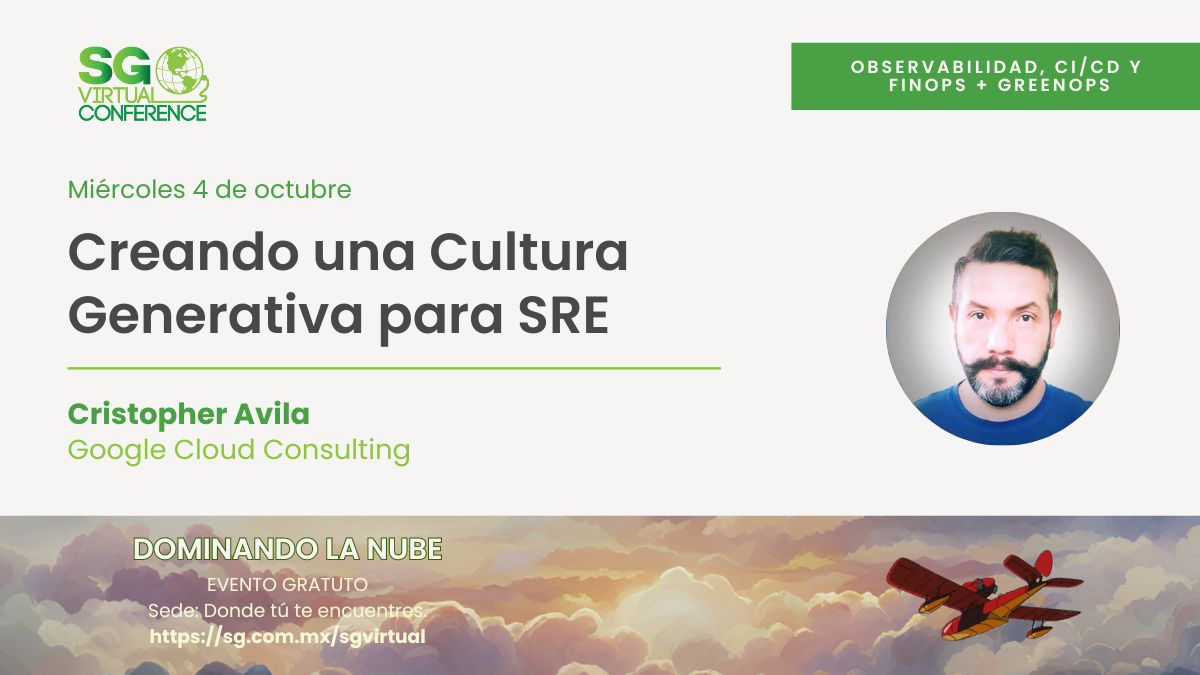 SG
VIRTUAL
CONFERENCE
OBSERVABILIDAD, CI/CD Y
FINOPS + GREENOPS
Miércoles 4 de octubre
Creando una Cultura
Generativa para SRE
Cristopher Avila
Google Cloud Consulting
DOMINANDO LA NUBE
EVENTO GRATUTO
Sede: Donde tú te encuentros.
https://sg.com.mx/sgvirtual